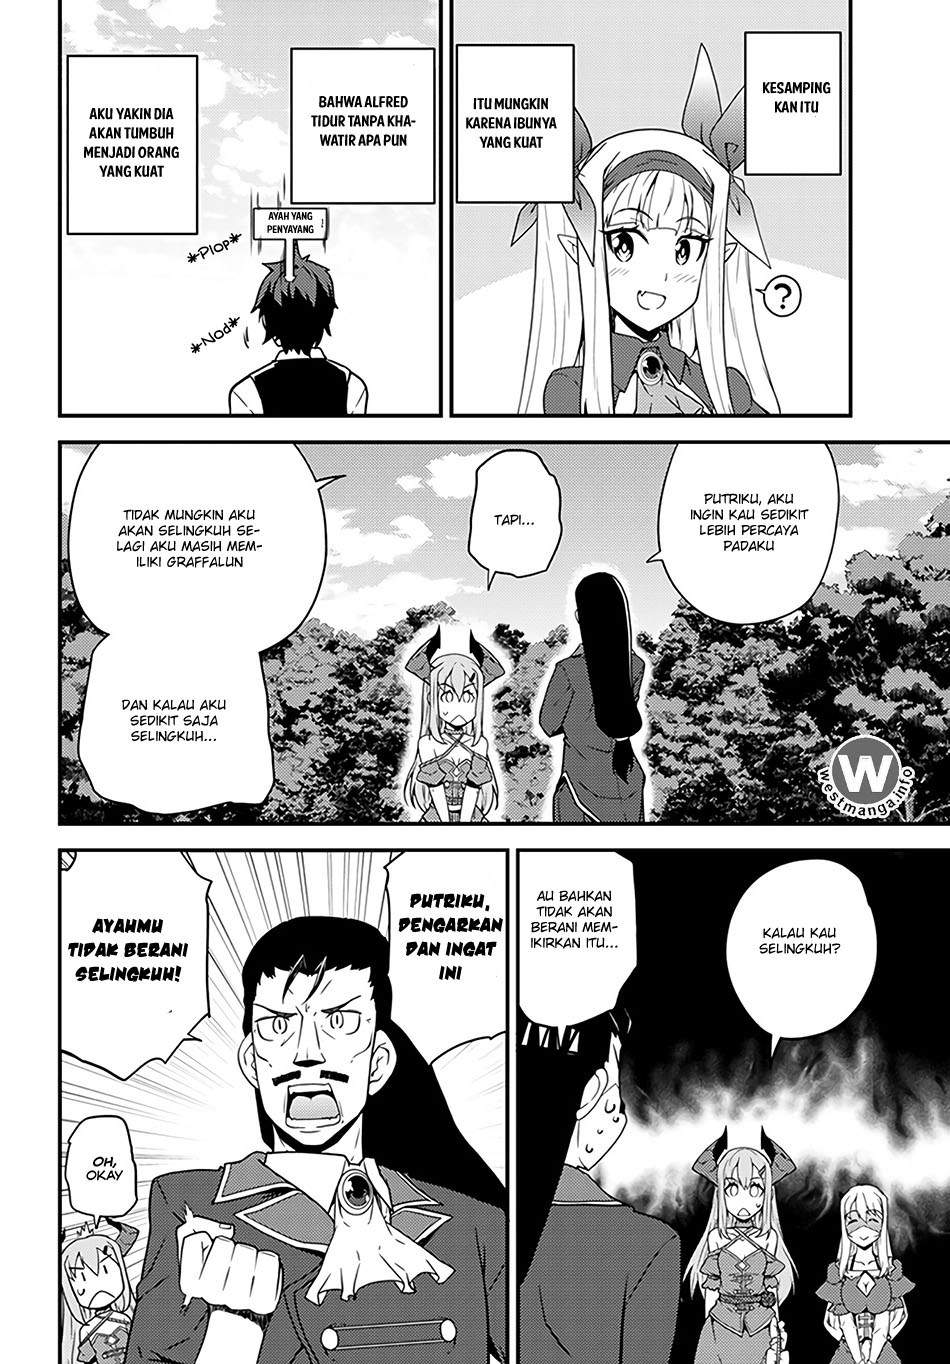 KESAMPING
KAN ITU
ITU MUNGKIN
KARENA IBUNYA
YANG KUAT
?
BAHWA ALFRED
TIDUR TANPA KHA-
WATIR APA PUN
AKU YAKIN DIA
AKAN TUMBUH
MENJADI ORANG
YANG KUAT
AYAH YANG
PENYAYANG
*Plop*
*Nod*
PUTRIKU, AKU
INGIN KAU SEDIKIT
LEBIH PERCAYA
PADAKU
TAPI...
TIDAK MUNGKIN AKU
AKAN SELINGKUH SE-
LAGI AKU MASIH MEM-
ILIKI GRAFFALUN
DAN KALAU AKU
SEDIKIT SAJA
SELINGKUH...
W
westmanga.info
KALAU KAU
SELINGKUH?
AU BAHKAN
TIDAK AKAN
BERANI MEM-
IKIRKAN ITU...
PUTRIKU,
DENGARKAN
DAN INGAT
INI
AYAHMU
TIDAK BERANI
SELINGKUH!
OH,
OKAY